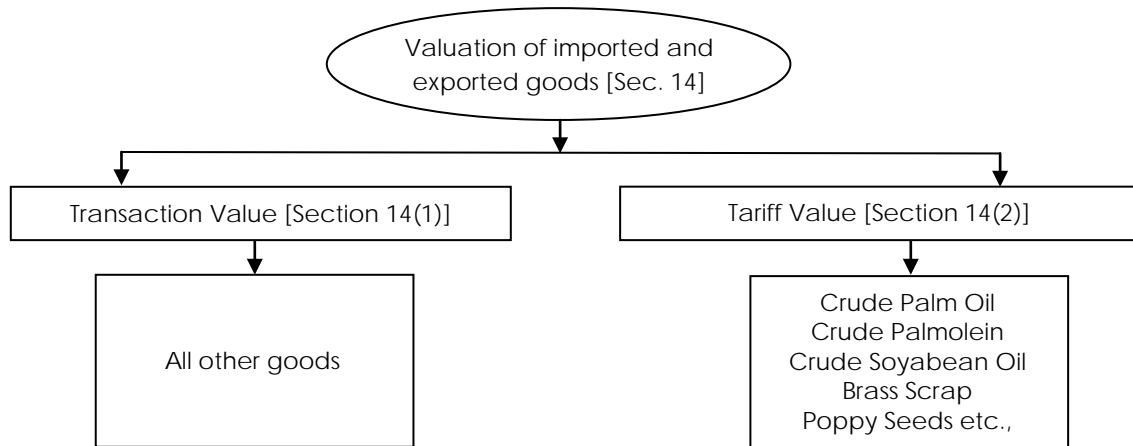 Valuation of imported and
exported goods [Sec. 14]
Transaction Value [Section 14(1)]
Tariff Value [Section 14(2)]
All other goods
Crude Palm Oil
Crude Palmolein
Crude Soyabean Oil
Brass Scrap
Poppy Seeds etc.,